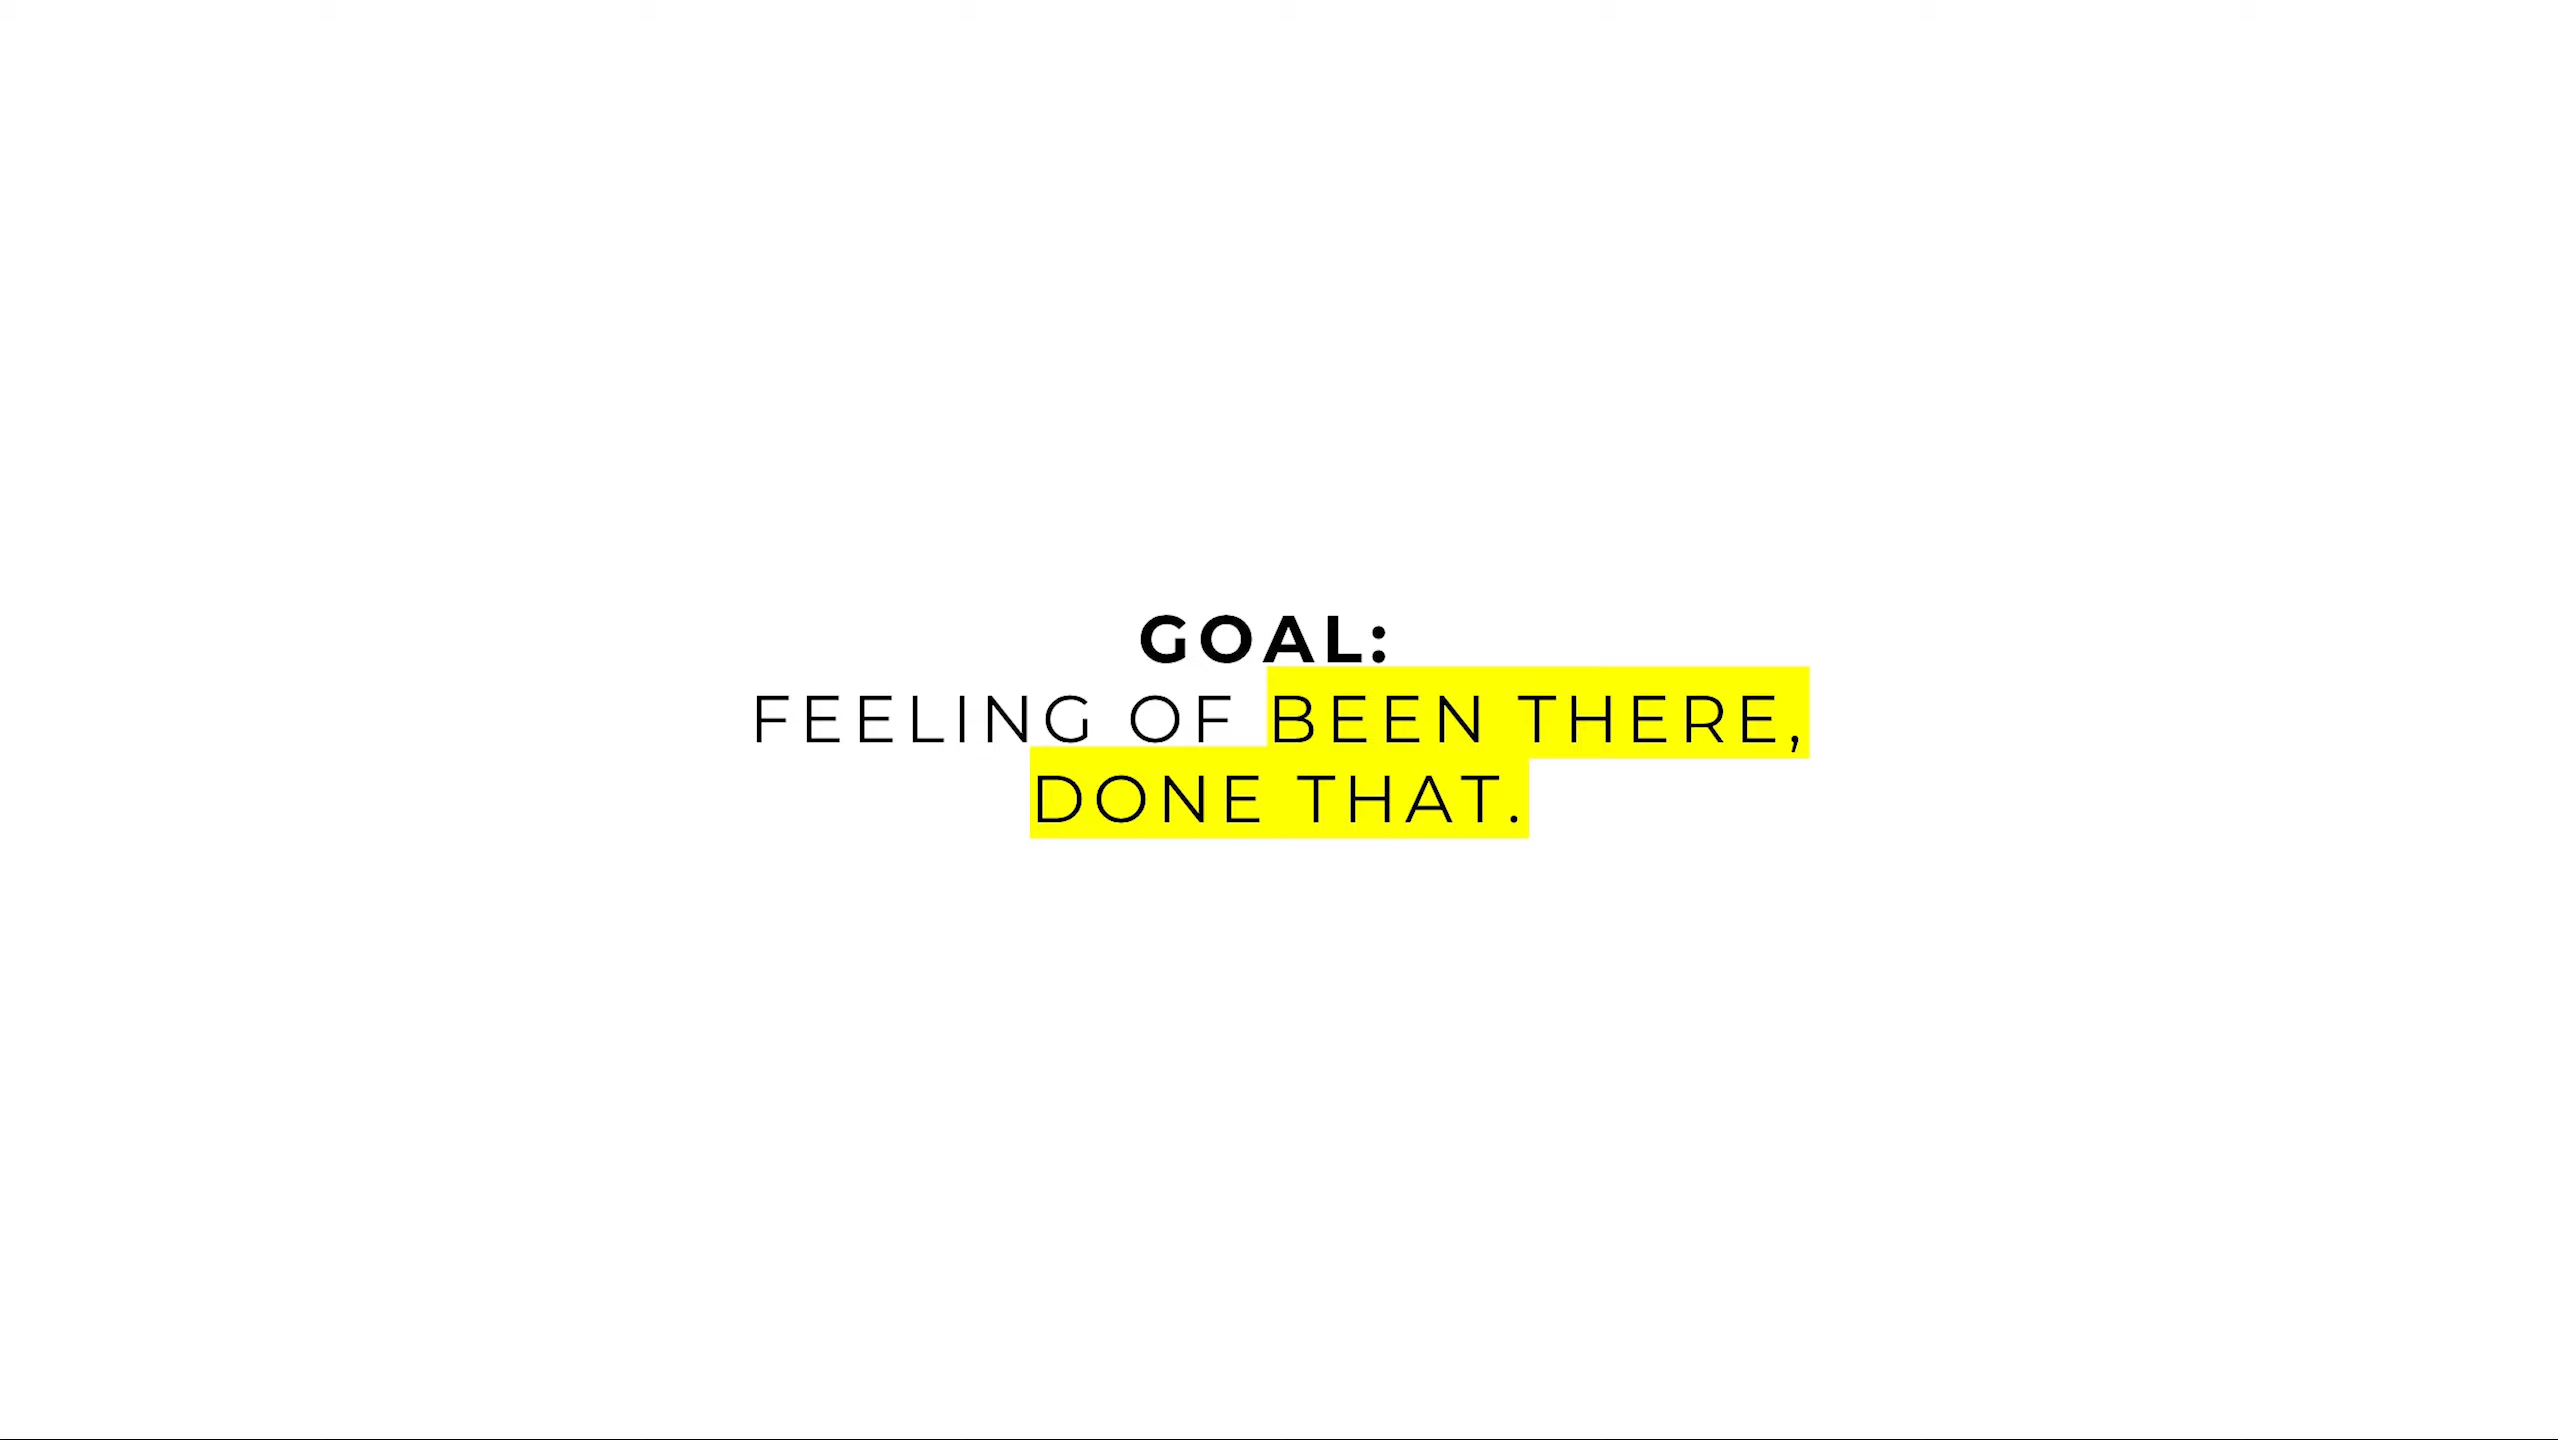 GOAL:
FEELING OF BEEN THERE,
DONE THAT.